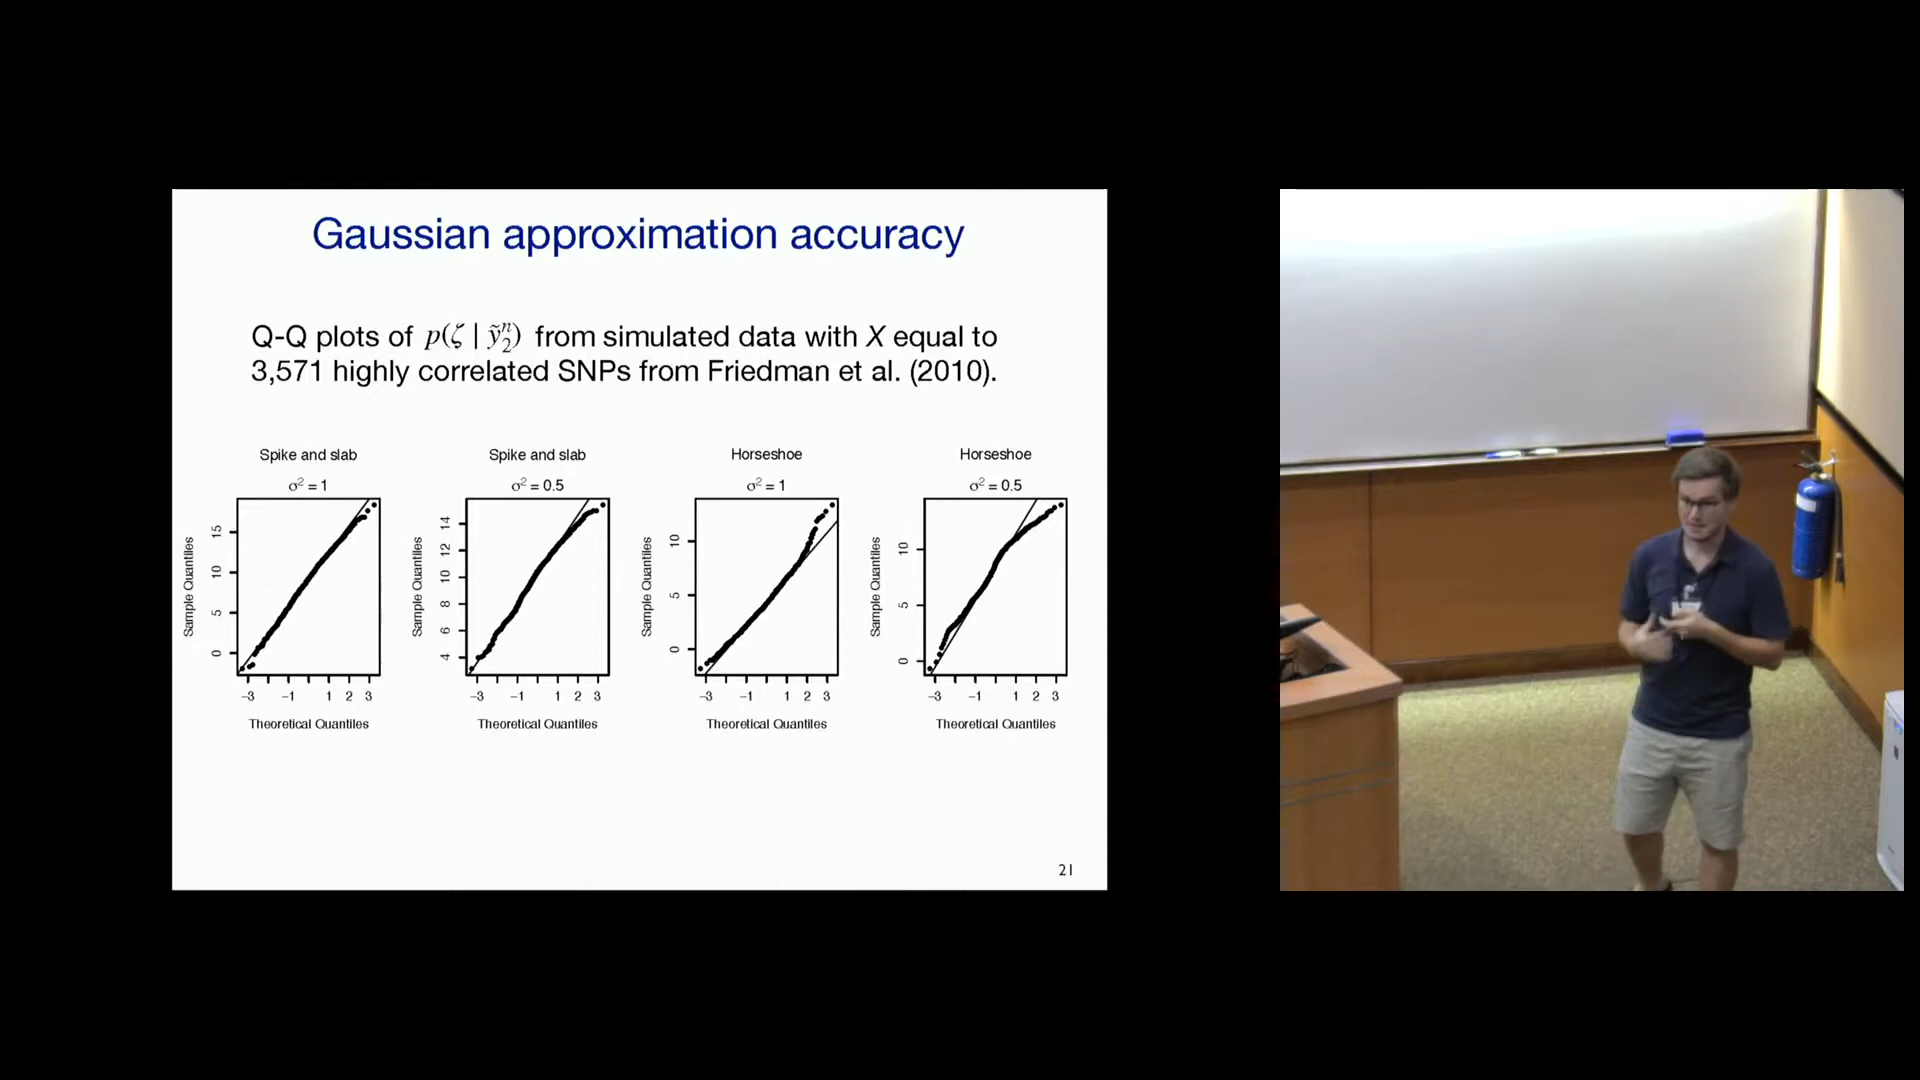 Gaussian approximation accuracy
Q-Q plots of p(ζ | ỹ₂ⁿ) from simulated data with X equal to
3,571 highly correlated SNPs from Friedman et al. (2010).
Spike and slab
σ² = 1
Sample Quantiles
15
10
5
0
−3 −1 1 2 3
Theoretical Quantiles
Spike and slab
σ² = 0.5
Sample Quantiles
14
12
10
8
6
4
−3 −1 1 2 3
Theoretical Quantiles
Horseshoe
σ² = 1
Sample Quantiles
10
5
0
−3 −1 1 2 3
Theoretical Quantiles
Horseshoe
σ² = 0.5
Sample Quantiles
10
5
0
−3 −1 1 2 3
Theoretical Quantiles
21